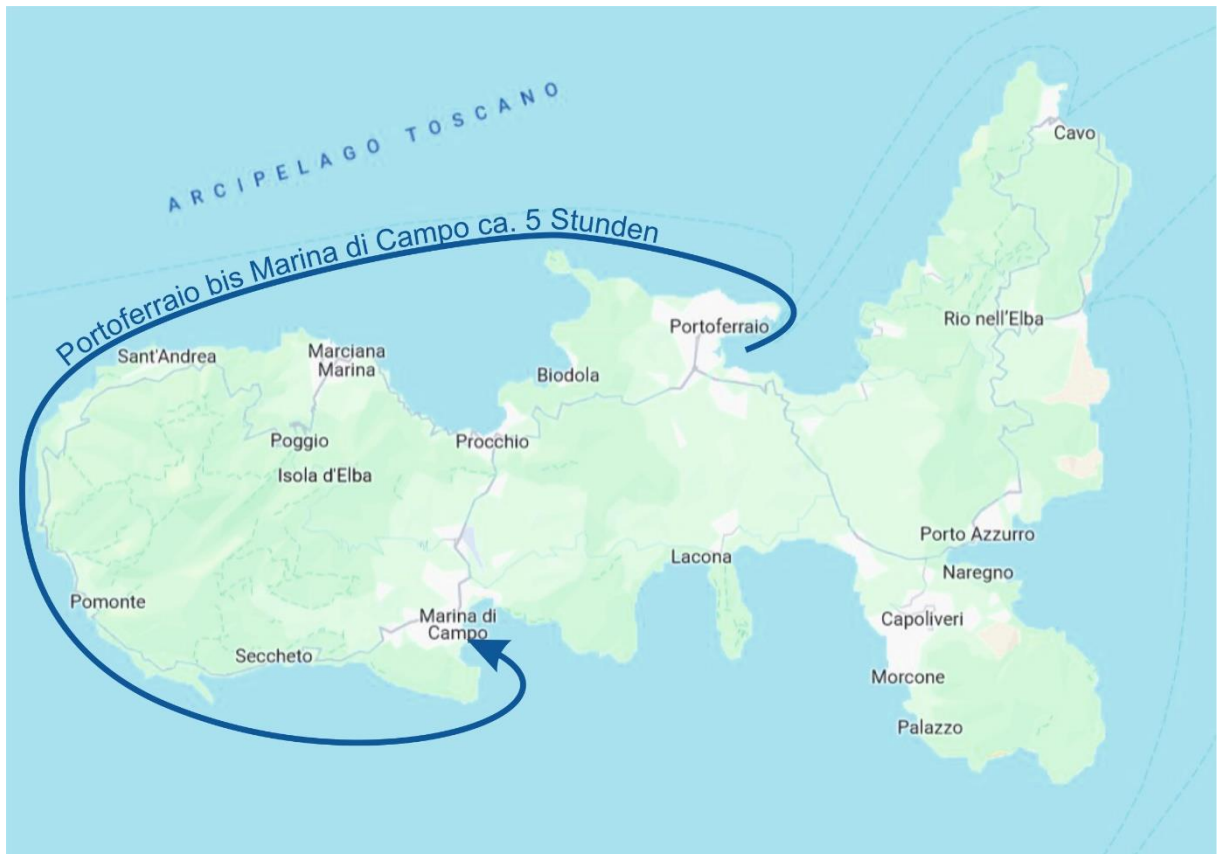 ARCIPELAGO TOSCANO
Cavo
Portoferraio bis Marina di Campo ca. 5 Stunden
Portoferraio
Rio nell'Elba
Sant'Andrea
Marciana
Marina
Biodola
Poggio
Procchio
Isola d'Elba
Porto Azzurro
Lacona
Naregno
Pomonte
Marina di
Campo
Capoliveri
Seccheto
Morcone
Palazzo